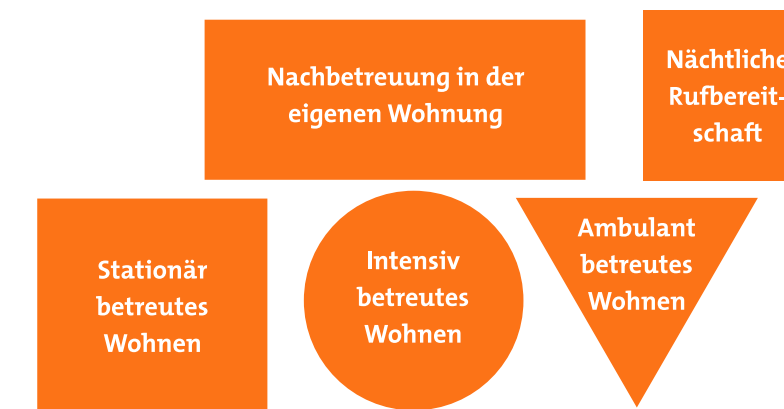 Nachbetreuung in der
eigenen Wohnung
Nächtliche
Rufbereit-
schaft
Stationär
betreutes
Wohnen
Intensiv
betreutes
Wohnen
Ambulant
betreutes
Wohnen